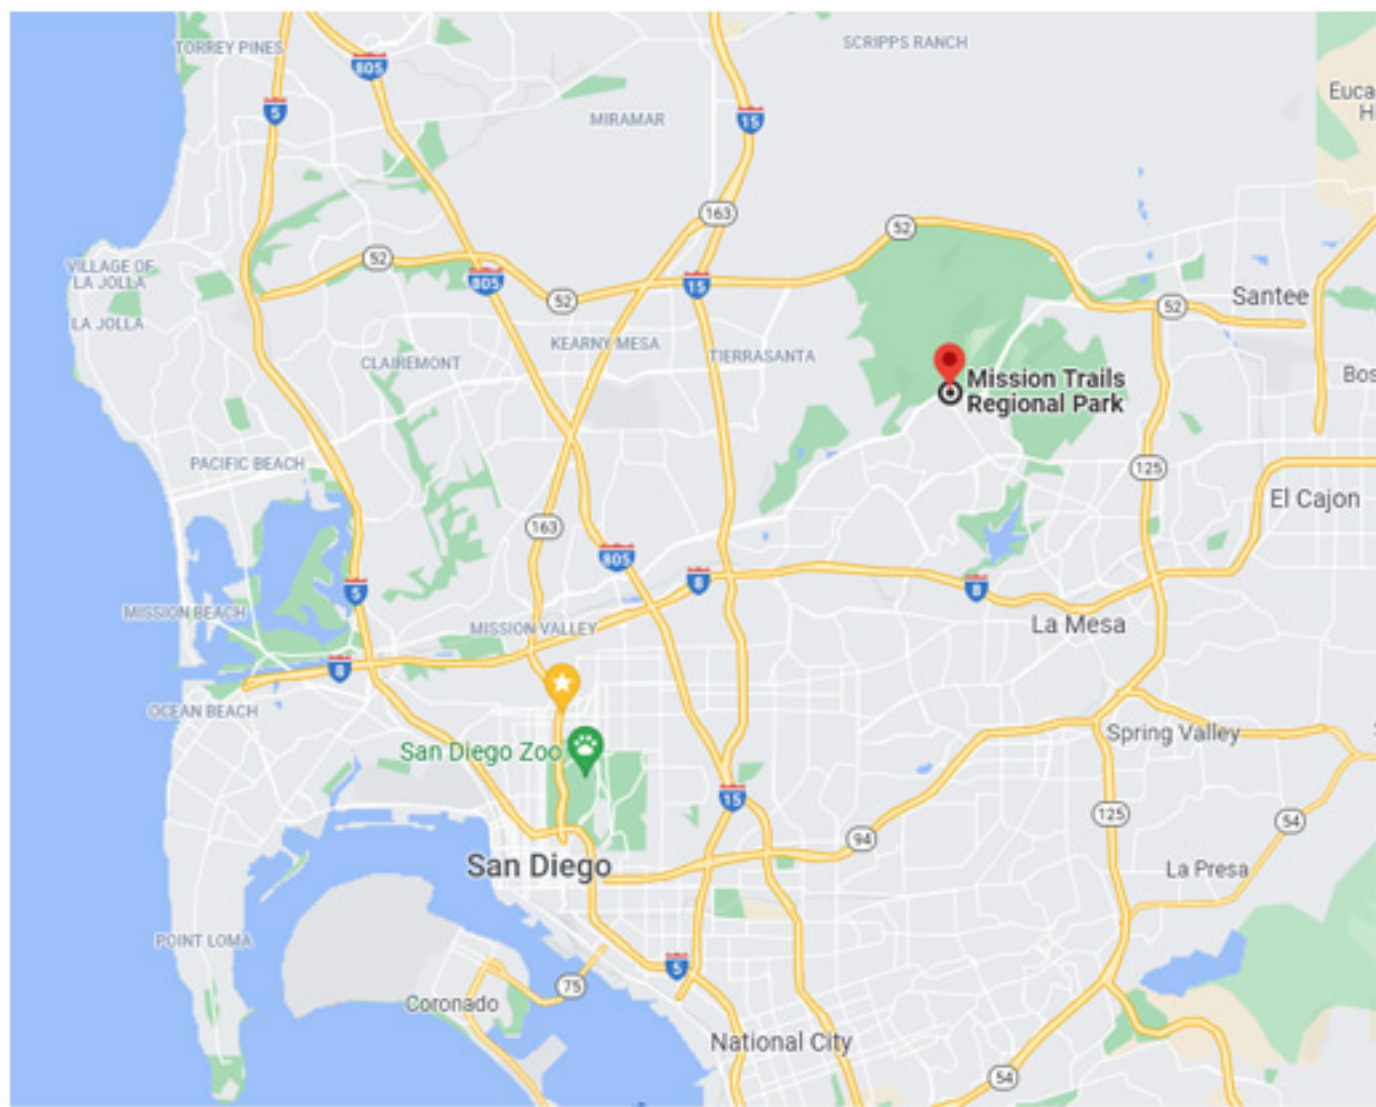 TORREY PINES
SCRIPPS RANCH
805
5
Euca
H
MIRAMAR
15
163
52
52
VILLAGE OF
LA JOLLA
805
15
52
Santee
52
LA JOLLA
KEARNY MESA
TIERRASANTA
CLAIREMONT
Mission Trails
Regional Park
Bos
PACIFIC BEACH
125
El Cajon
163
805
8
8
5
MISSION BEACH
MISSION VALLEY
La Mesa
8
OCEAN BEACH
Spring Valley
San Diego Zoo
15
125
54
94
San Diego
La Presa
POINT LOMA
5
75
Coronado
National City
54